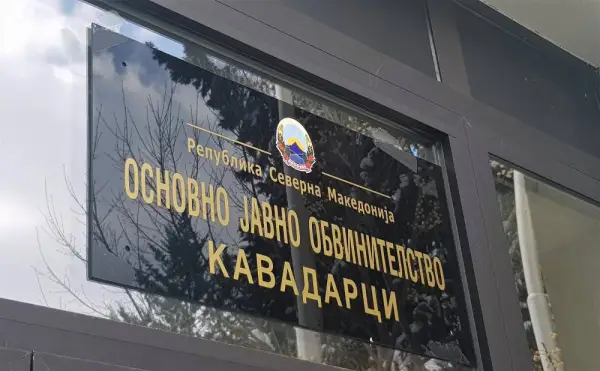 Република Северна Македонија
ОСНОВНО ЈАВНО ОБВИНИТЕЛСТВО
КАВАДАРЦИ